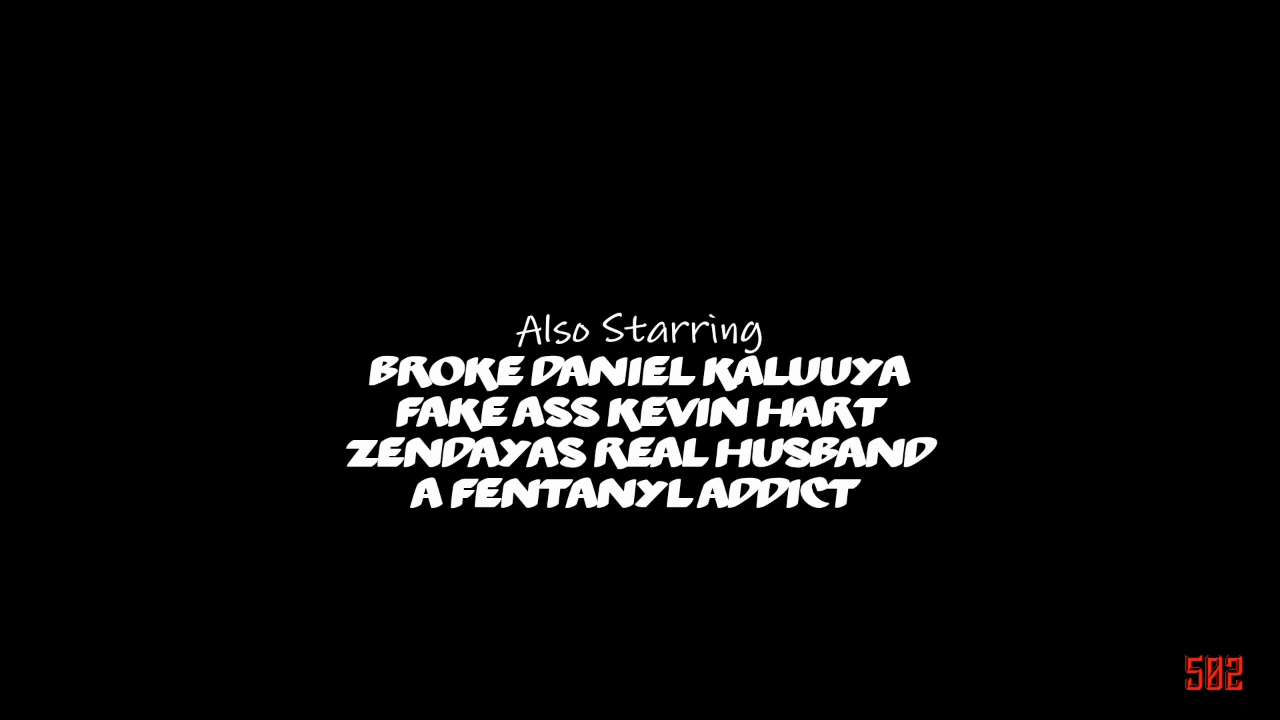 Also Starring
BROKE DANIEL KALUUYA
FAKE ASS KEVIN HART
ZENDAYAS REAL HUSBAND
A FENTANYL ADDICT
502